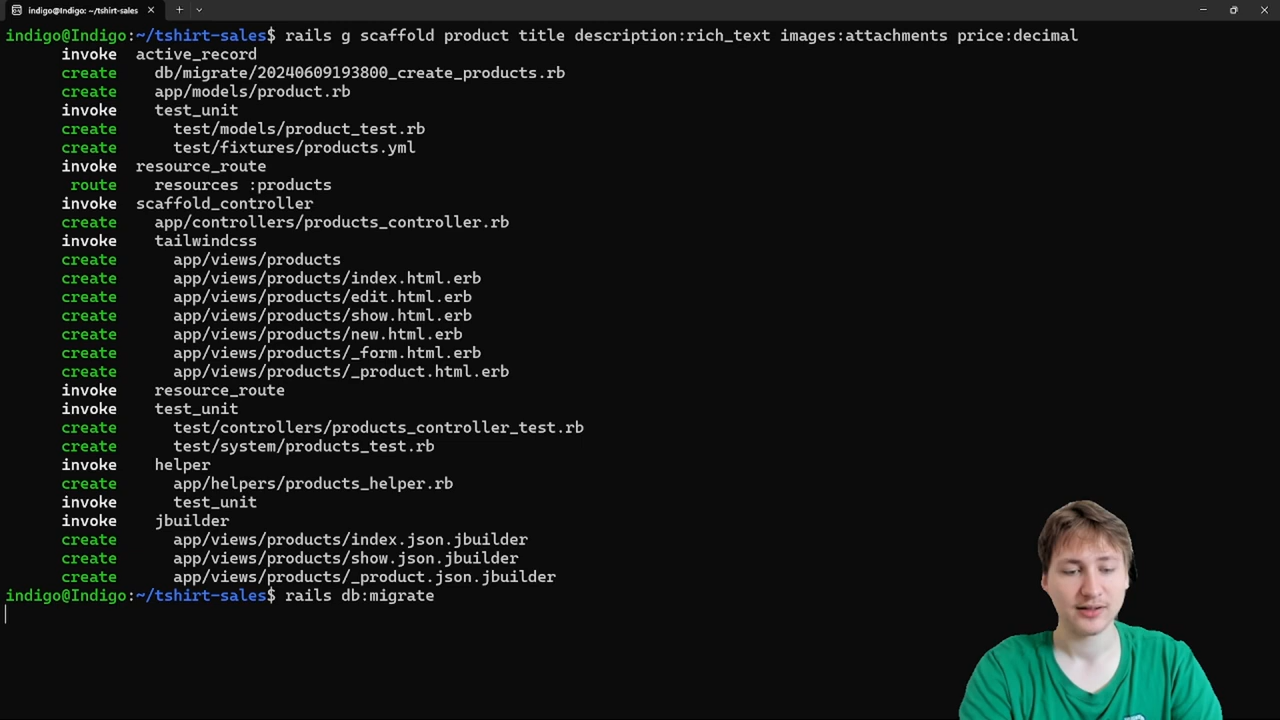 indigo@Indigo: ~/tshirt-sales
indigo@Indigo:~/tshirt-sales$ rails g scaffold product title description:rich_text images:attachments price:decimal
invoke active_record
create db/migrate/20240609193800_create_products.rb
create app/models/product.rb
invoke test_unit
create test/models/product_test.rb
create test/fixtures/products.yml
invoke resource_route
route resources :products
invoke scaffold_controller
create app/controllers/products_controller.rb
invoke tailwindcss
create app/views/products
create app/views/products/index.html.erb
create app/views/products/edit.html.erb
create app/views/products/show.html.erb
create app/views/products/new.html.erb
create app/views/products/_form.html.erb
create app/views/products/_product.html.erb
invoke resource_route
invoke test_unit
create test/controllers/products_controller_test.rb
create test/system/products_test.rb
invoke helper
create app/helpers/products_helper.rb
invoke test_unit
invoke jbuilder
create app/views/products/index.json.jbuilder
create app/views/products/show.json.jbuilder
create app/views/products/_product.json.jbuilder
indigo@Indigo:~/tshirt-sales$ rails db:migrate